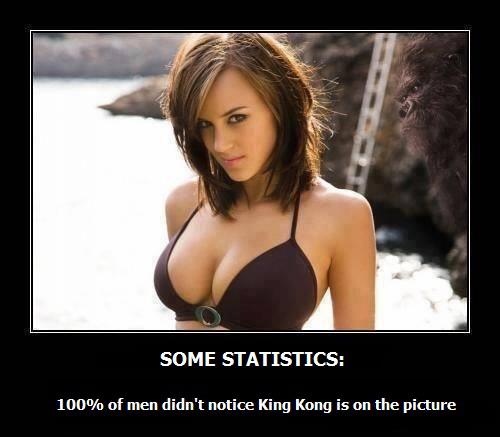 SOME STATISTICS:
100% of men didn't notice King Kong is on the picture